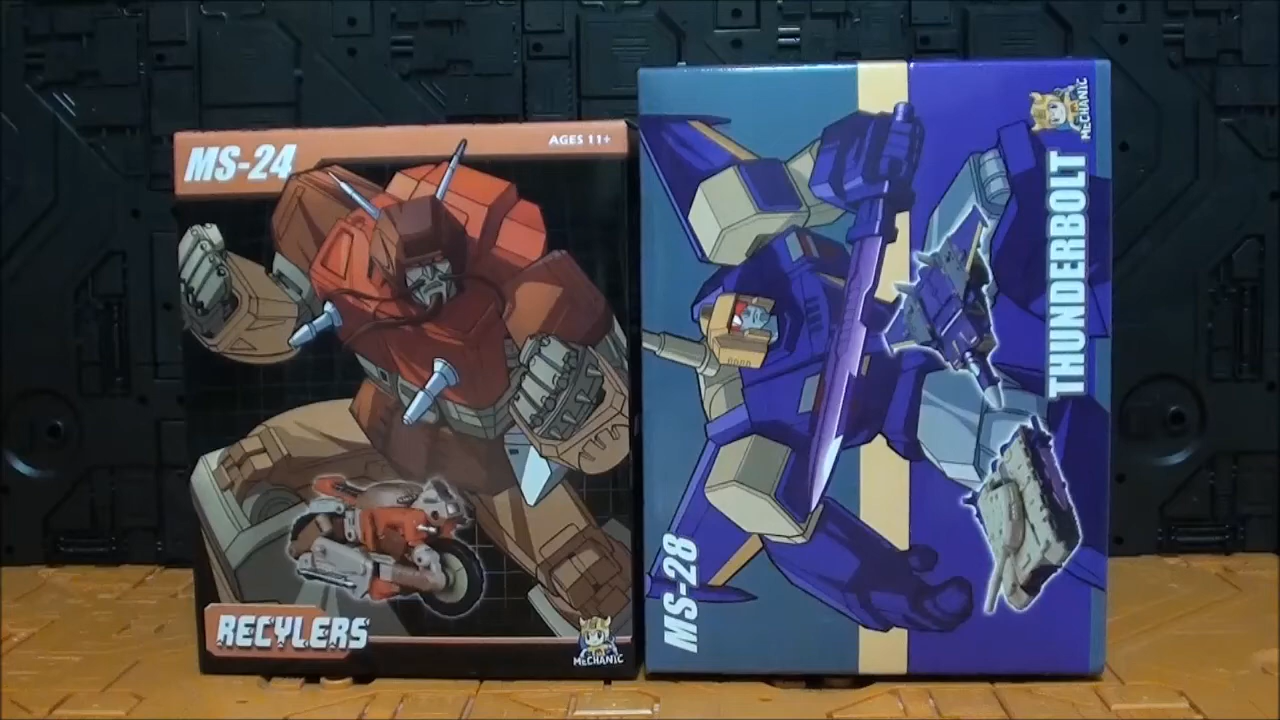 MS-24
AGES 11+
RECYLERS
MECHANIC
MECHANIC
THUNDERBOLT
MS-28